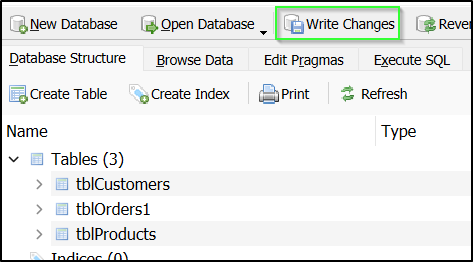 New Database Open Database Write Changes
Database Structure Browse Data Edit Pragmas Execute SQL
Create Table Create Index Print Refresh
Name Type
Tables (3)
tblCustomers
tblOrders1
tblProducts
Indices (0)